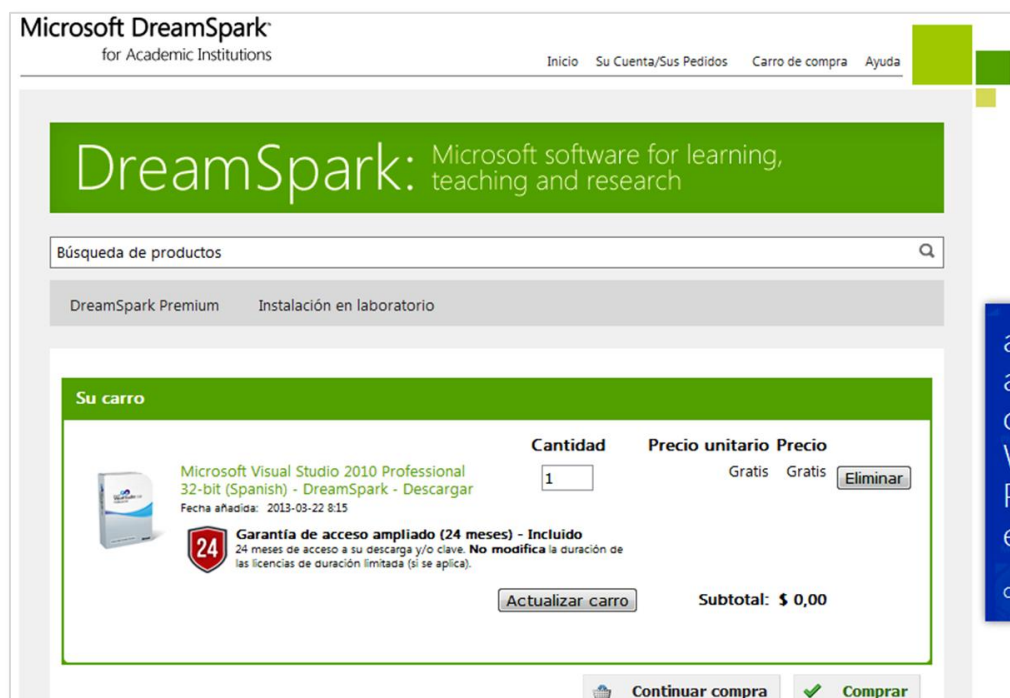 Microsoft DreamSpark
for Academic Institutions
Inicio Su Cuenta/Sus Pedidos Carro de compra Ayuda
DreamSpark: Microsoft software for learning,
teaching and research
Búsqueda de productos
DreamSpark Premium Instalación en laboratorio
Su carro
Cantidad Precio unitario Precio
Microsoft Visual Studio 2010 Professional
32-bit (Spanish) - DreamSpark - Descargar
1 Gratis Gratis Eliminar
Fecha añadida: 2013-03-22 8:15
24
Garantía de acceso ampliado (24 meses) - Incluido
24 meses de acceso a su descarga y/o clave. No modifica la duración de
las licencias de duración limitada (si se aplica).
Actualizar carro Subtotal: $ 0,00
Continuar compra Comprar